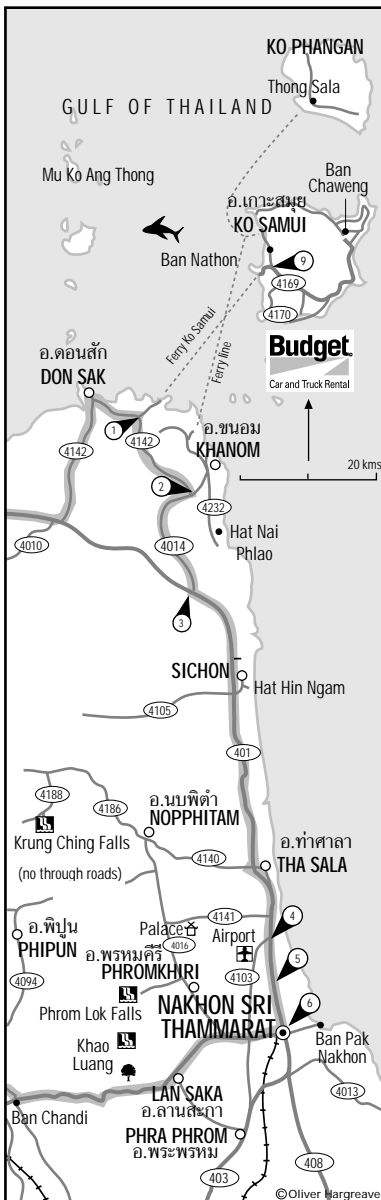 KO PHANGAN
Thong Sala
GULF OF THAILAND
Mu Ko Ang Thong
Ban
Chaweng
อ.เกาะสมุย
KO SAMUI
Ban Nathon
9
4169
4170
Ferry Ko Samui
Ferry line
Budget
Car and Truck Rental
อ.ดอนสัก
DON SAK
1
4142
4142
อ.ขนอม
KHANOM
20 kms
2
4232
4010
4014
Hat Nai
Phlao
3
SICHON
Hat Hin Ngam
4105
401
4188
4186
อ.นบพิตำ
NOPPHITAM
Krung Ching Falls
(no through roads)
4140
อ.ท่าศาลา
THA SALA
อ.พิปูน
PHIPUN
4094
Palace
4141
4
4016
Airport
อ.พรหมคีรี
PHROMKHIRI
4103
5
Phrom Lok Falls
NAKHON SRI
THAMMARAT
6
Khao
Luang
Ban Pak
Nakhon
LAN SAKA
อ.ลานสะกา
4013
Ban Chandi
PHRA PHROM
อ.พระพรหม
403
408
©Oliver Hargreave